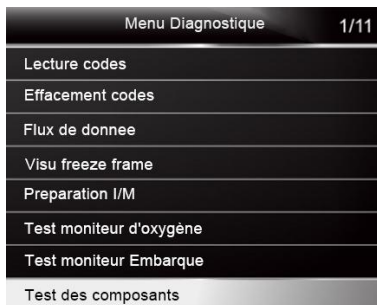 Menu Diagnostique 1/11
Lecture codes
Effacement codes
Flux de donnee
Visu freeze frame
Preparation I/M
Test moniteur d'oxygène
Test moniteur Embarque
Test des composants